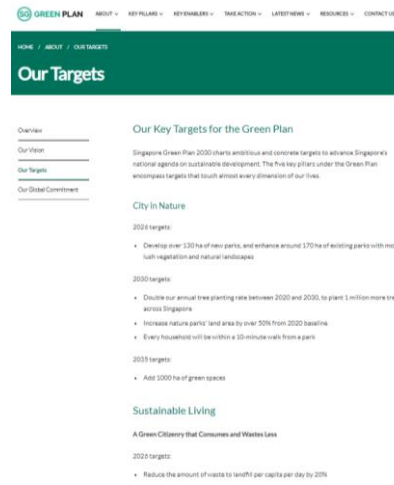 SG GREEN PLAN ABOUT KEY PILLARS KEY ENABLERS TAKE ACTION LATEST NEWS RESOURCES CONTACT US
HOME / ABOUT / OUR TARGETS
Our Targets
Overview
Our Vision
Our Targets
Our Global Commitment
Our Key Targets for the Green Plan
Singapore Green Plan 2030 charts ambitious and concrete targets to advance Singapore's
national agenda on sustainable development. The five key pillars under the Green Plan
encompass targets that touch almost every dimension of our lives.
City in Nature
2026 targets:
• Develop over 130 ha of new parks, and enhance around 170 ha of existing parks with mo
lush vegetation and natural landscapes
2030 targets:
• Double our annual tree planting rate between 2020 and 2030, to plant 1 million more tre
across Singapore
• Increase nature parks' land area by over 50% from 2020 baseline
• Every household will be within a 10-minute walk from a park
2035 targets:
• Add 1000 ha of green spaces
Sustainable Living
A Green Citizenry that Consumes and Wastes Less
2026 targets:
• Reduce the amount of waste to landfill per capita per day by 20%